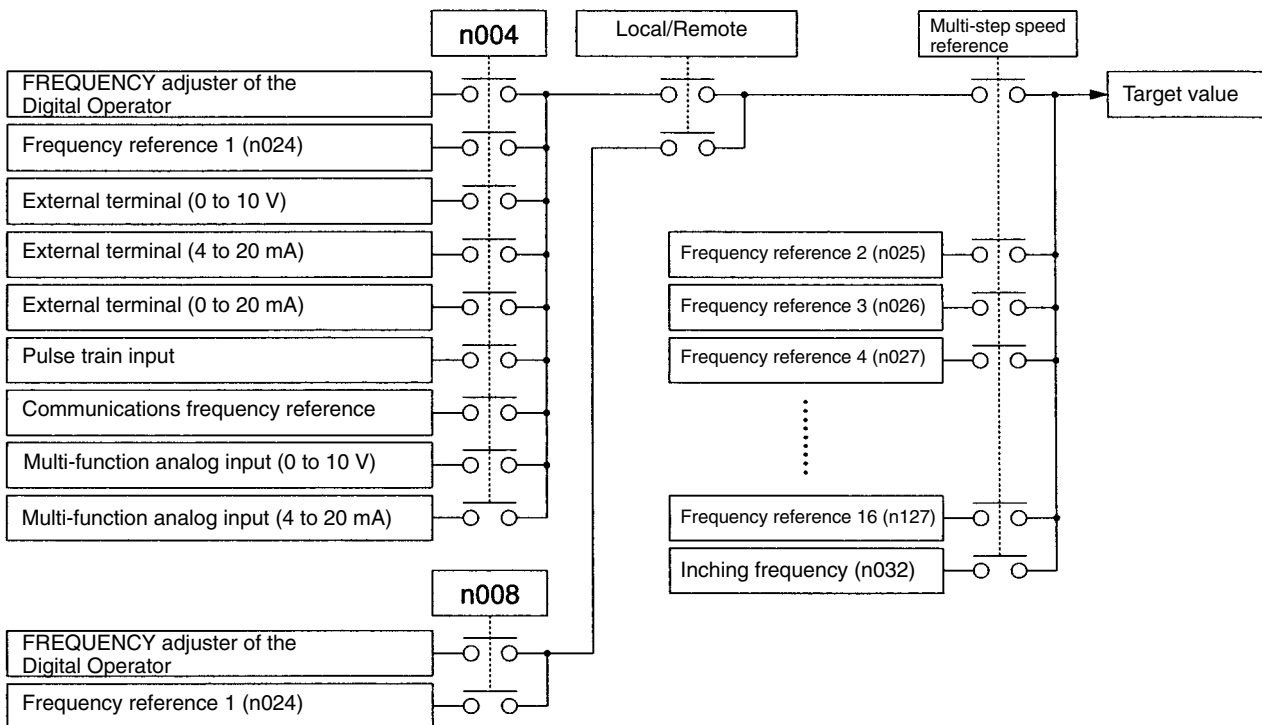 n004
Local/Remote
Multi-step speed
reference
FREQUENCY adjuster of the
Digital Operator
Target value
Frequency reference 1 (n024)
External terminal (0 to 10 V)
External terminal (4 to 20 mA)
Frequency reference 2 (n025)
External terminal (0 to 20 mA)
Frequency reference 3 (n026)
Pulse train input
Frequency reference 4 (n027)
Communications frequency reference
Multi-function analog input (0 to 10 V)
Multi-function analog input (4 to 20 mA)
Frequency reference 16 (n127)
Inching frequency (n032)
n008
FREQUENCY adjuster of the
Digital Operator
Frequency reference 1 (n024)